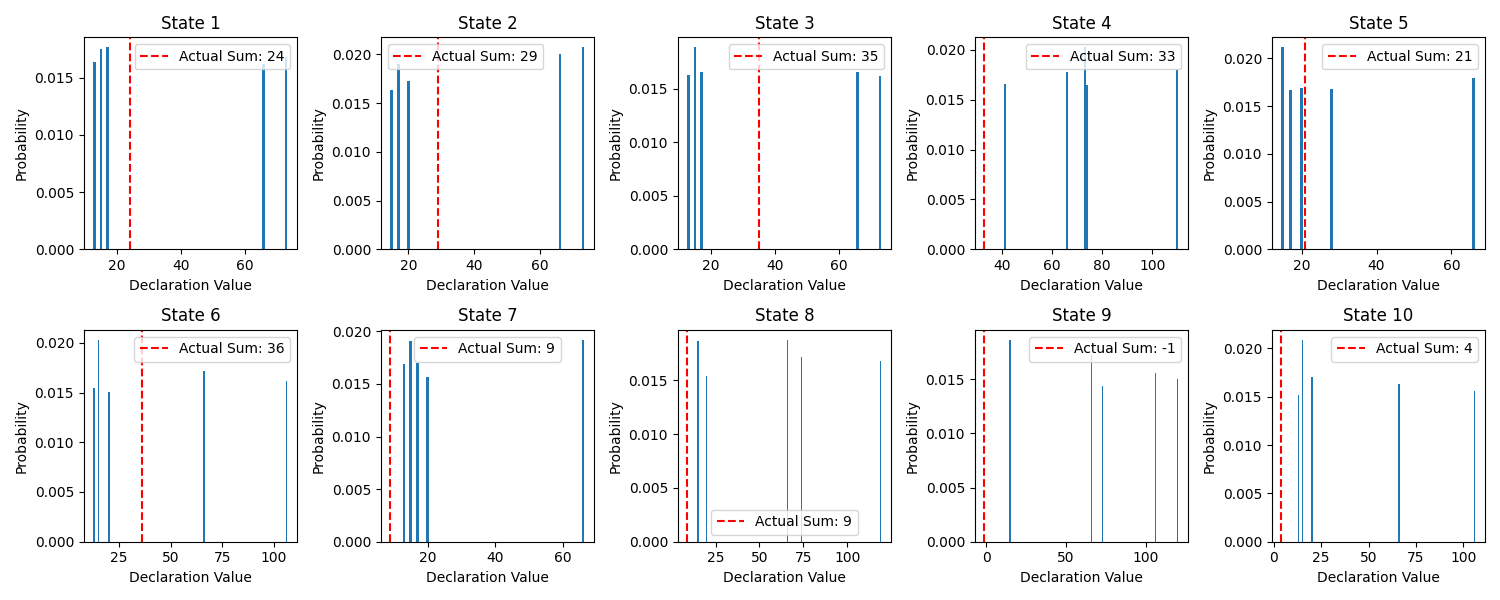 State 1
State 2
State 3
State 4
State 5
Probability
0.015
0.010
0.005
0.000
Actual Sum: 24
20
40
60
Declaration Value
Probability
0.020
0.015
0.010
0.005
0.000
Actual Sum: 29
20
40
60
Declaration Value
Probability
0.015
0.010
0.005
0.000
Actual Sum: 35
20
40
60
Declaration Value
Probability
0.020
0.015
0.010
0.005
0.000
Actual Sum: 33
40
60
80
100
Declaration Value
Probability
0.020
0.015
0.010
0.005
0.000
Actual Sum: 21
20
40
60
Declaration Value
State 6
State 7
State 8
State 9
State 10
Probability
0.020
0.015
0.010
0.005
0.000
Actual Sum: 36
25
50
75
100
Declaration Value
Probability
0.020
0.015
0.010
0.005
0.000
Actual Sum: 9
20
40
60
Declaration Value
Probability
0.015
0.010
0.005
0.000
Actual Sum: 9
25
50
75
100
Declaration Value
Probability
0.015
0.010
0.005
0.000
Actual Sum: -1
0
50
100
Declaration Value
Probability
0.020
0.015
0.010
0.005
0.000
Actual Sum: 4
0
25
50
75
100
Declaration Value